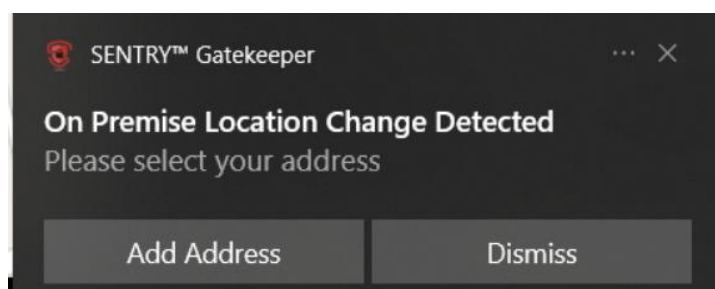 SENTRY™ Gatekeeper
On Premise Location Change Detected
Please select your address
Add Address Dismiss